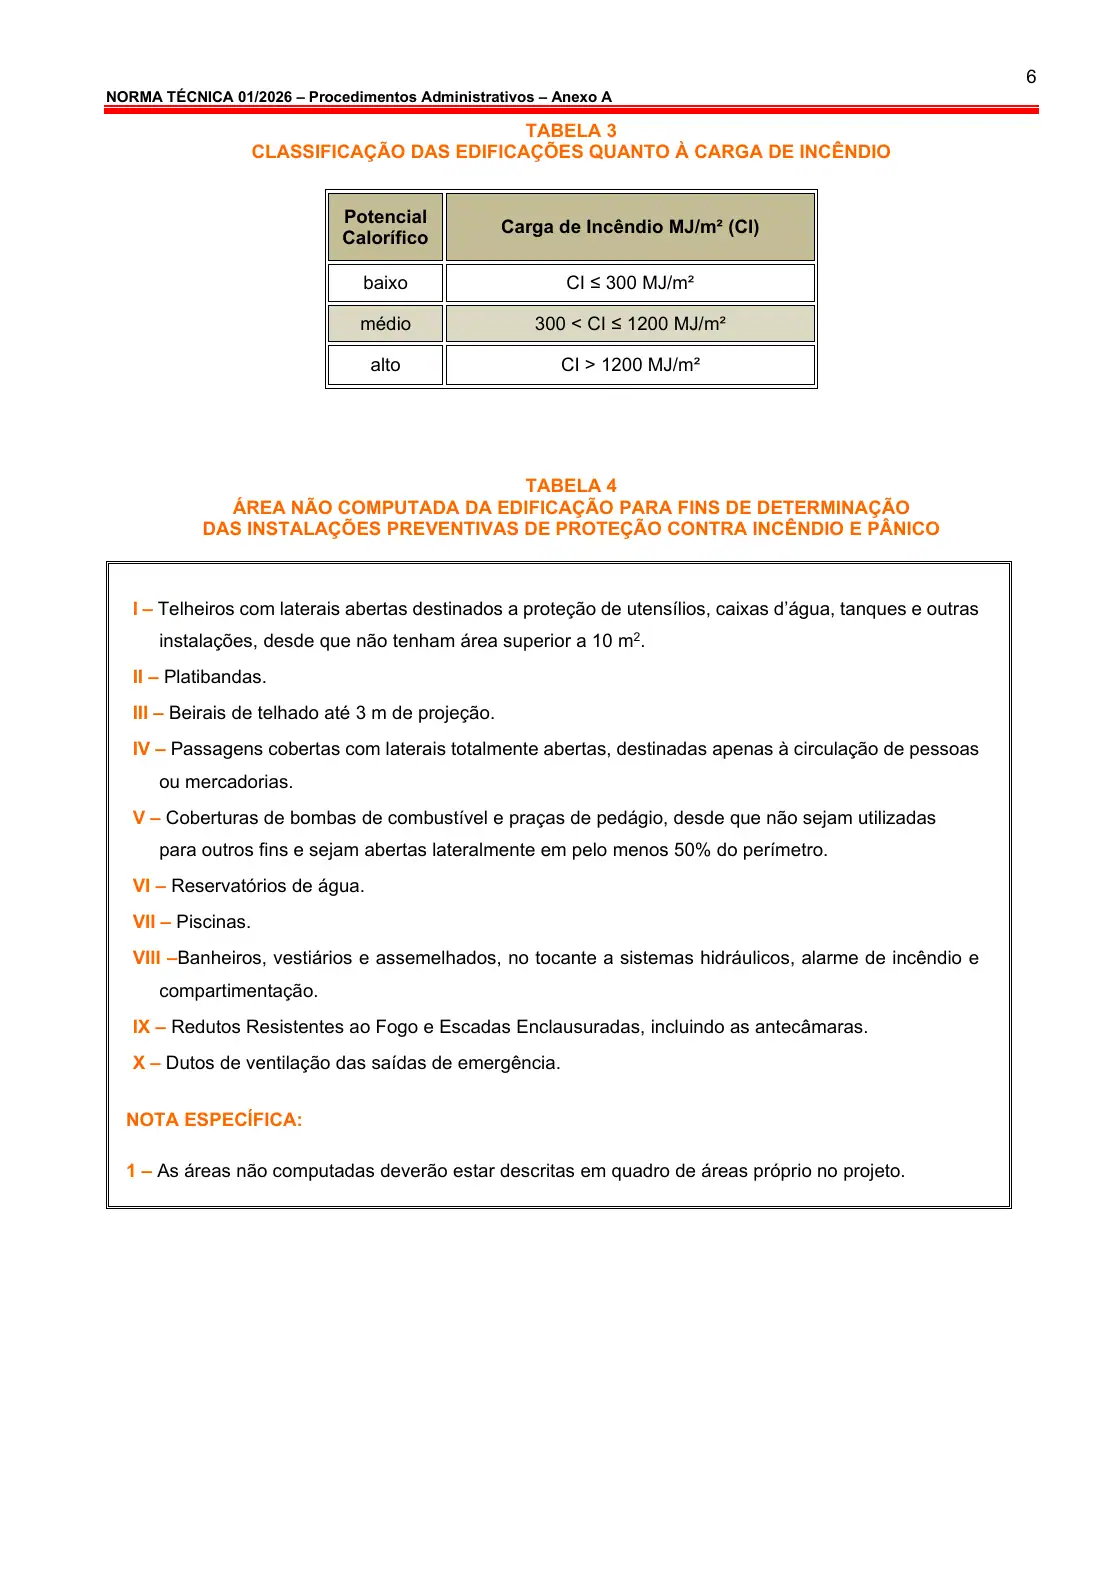 6
NORMA TÉCNICA 01/2026 – Procedimentos Administrativos – Anexo A
TABELA 3
CLASSIFICAÇÃO DAS EDIFICAÇÕES QUANTO À CARGA DE INCÊNDIO
Potencial
Calorífico
Carga de Incêndio MJ/m² (CI)
baixo
CI ≤ 300 MJ/m²
médio
300 < CI ≤ 1200 MJ/m²
alto
CI > 1200 MJ/m²
TABELA 4
ÁREA NÃO COMPUTADA DA EDIFICAÇÃO PARA FINS DE DETERMINAÇÃO
DAS INSTALAÇÕES PREVENTIVAS DE PROTEÇÃO CONTRA INCÊNDIO E PÂNICO
I – Telheiros com laterais abertas destinados a proteção de utensílios, caixas d’água, tanques e outras
instalações, desde que não tenham área superior a 10 m².
II – Platibandas.
III – Beirais de telhado até 3 m de projeção.
IV – Passagens cobertas com laterais totalmente abertas, destinadas apenas à circulação de pessoas
ou mercadorias.
V – Coberturas de bombas de combustível e praças de pedágio, desde que não sejam utilizadas
para outros fins e sejam abertas lateralmente em pelo menos 50% do perímetro.
VI – Reservatórios de água.
VII – Piscinas.
VIII –Banheiros, vestiários e assemelhados, no tocante a sistemas hidráulicos, alarme de incêndio e
compartimentação.
IX – Redutos Resistentes ao Fogo e Escadas Enclausuradas, incluindo as antecâmaras.
X – Dutos de ventilação das saídas de emergência.
NOTA ESPECÍFICA:
1 – As áreas não computadas deverão estar descritas em quadro de áreas próprio no projeto.